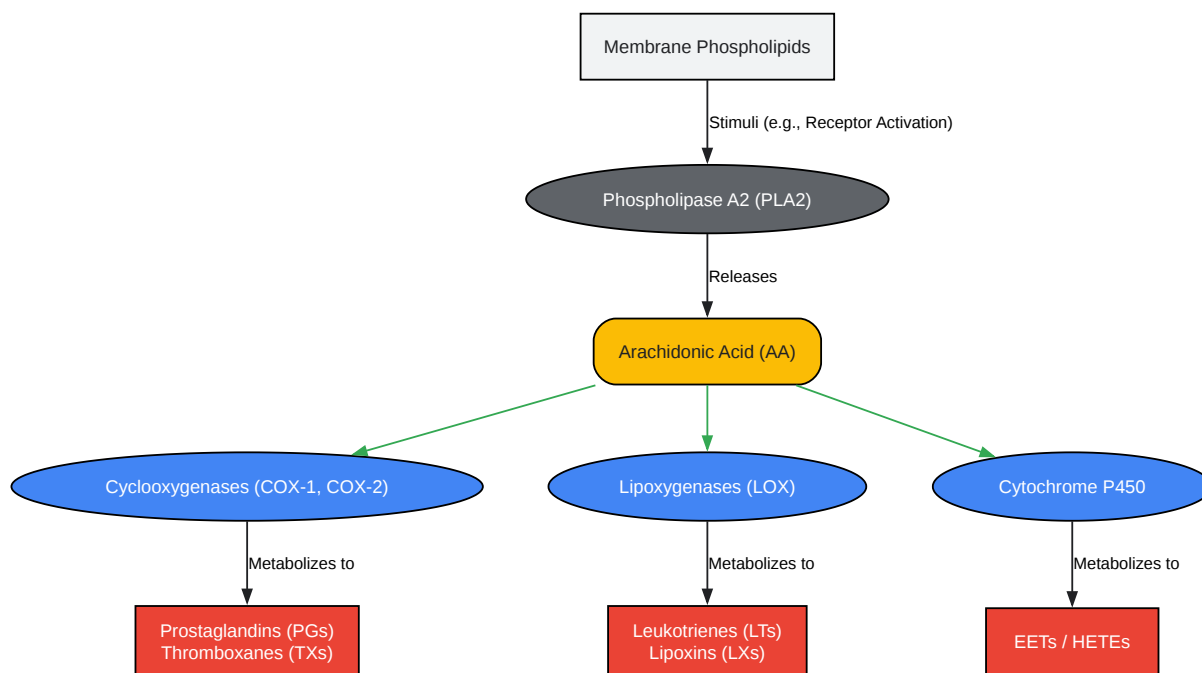 Membrane Phospholipids
Stimuli (e.g., Receptor Activation)
Phospholipase A2 (PLA2)
Releases
Arachidonic Acid (AA)
Cyclooxygenases (COX-1, COX-2)
Lipoxygenases (LOX)
Cytochrome P450
Metabolizes to
Metabolizes to
Metabolizes to
Prostaglandins (PGs)
Thromboxanes (TXs)
Leukotrienes (LTs)
Lipoxins (LXs)
EETs / HETEs